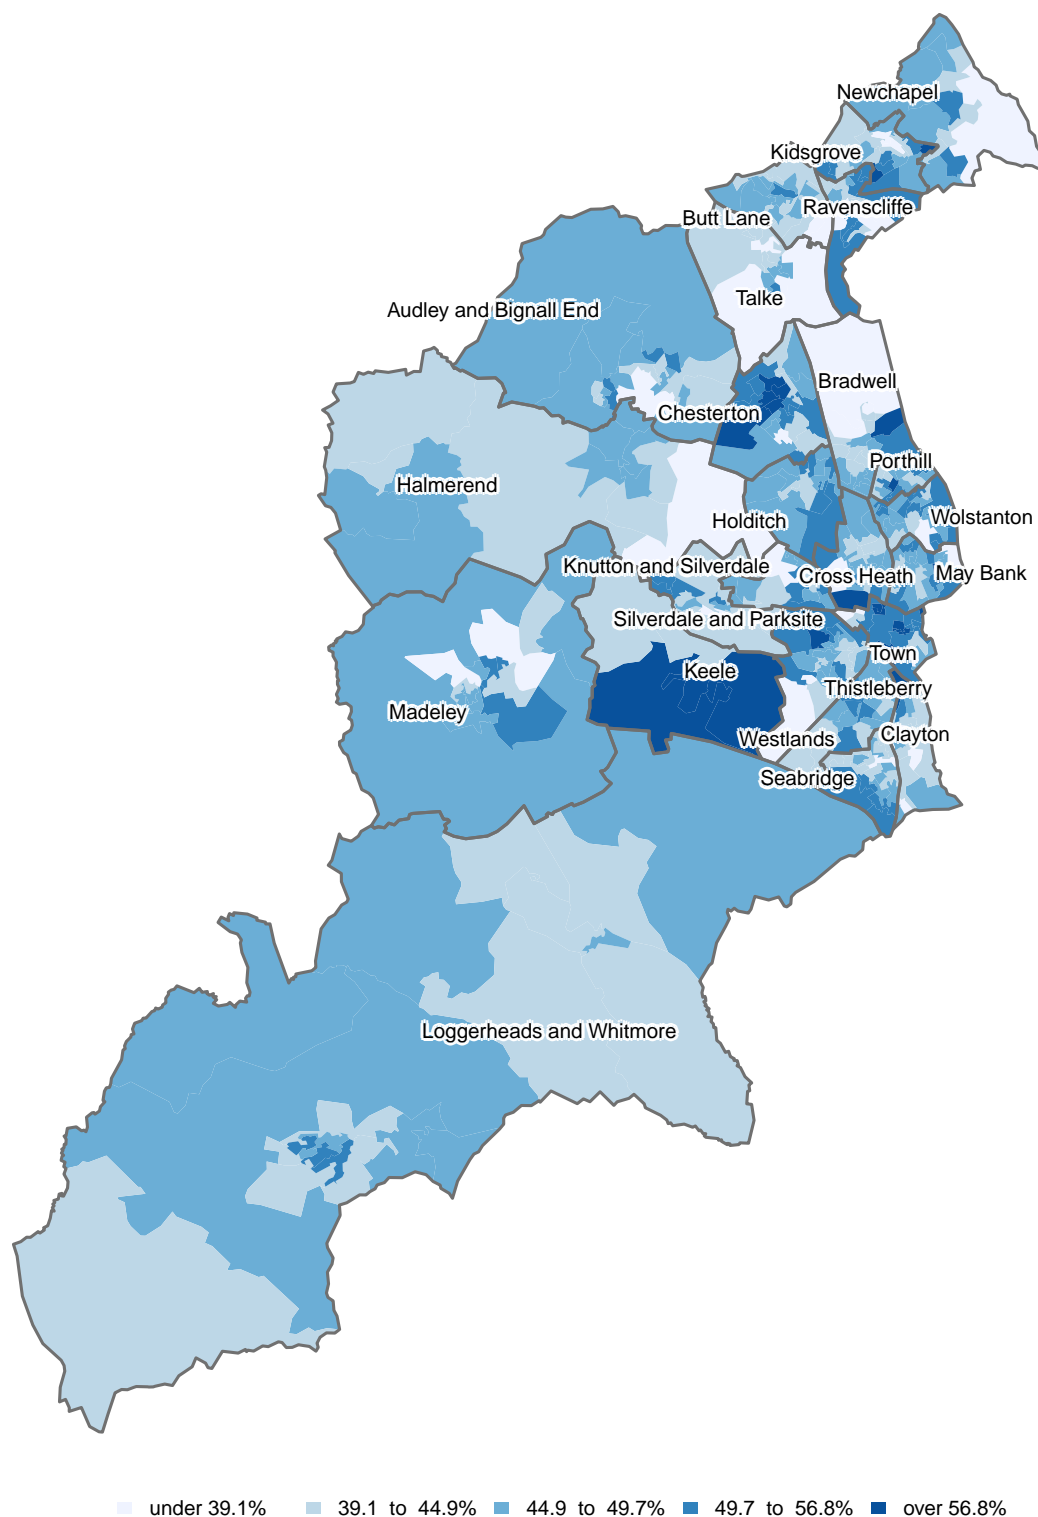 Newchapel
Kidsgrove
Ravenscliffe
Butt Lane
Talke
Audley and Bignall End
Bradwell
Chesterton
Porthill
Halmerend
Wolstanton
Holditch
Knutton and Silverdale
Cross Heath
May Bank
Silverdale and Parksite
Town
Keele
Thistleberry
Madeley
Westlands
Clayton
Seabridge
Loggerheads and Whitmore
under 39.1%
39.1 to 44.9%
44.9 to 49.7%
49.7 to 56.8%
over 56.8%